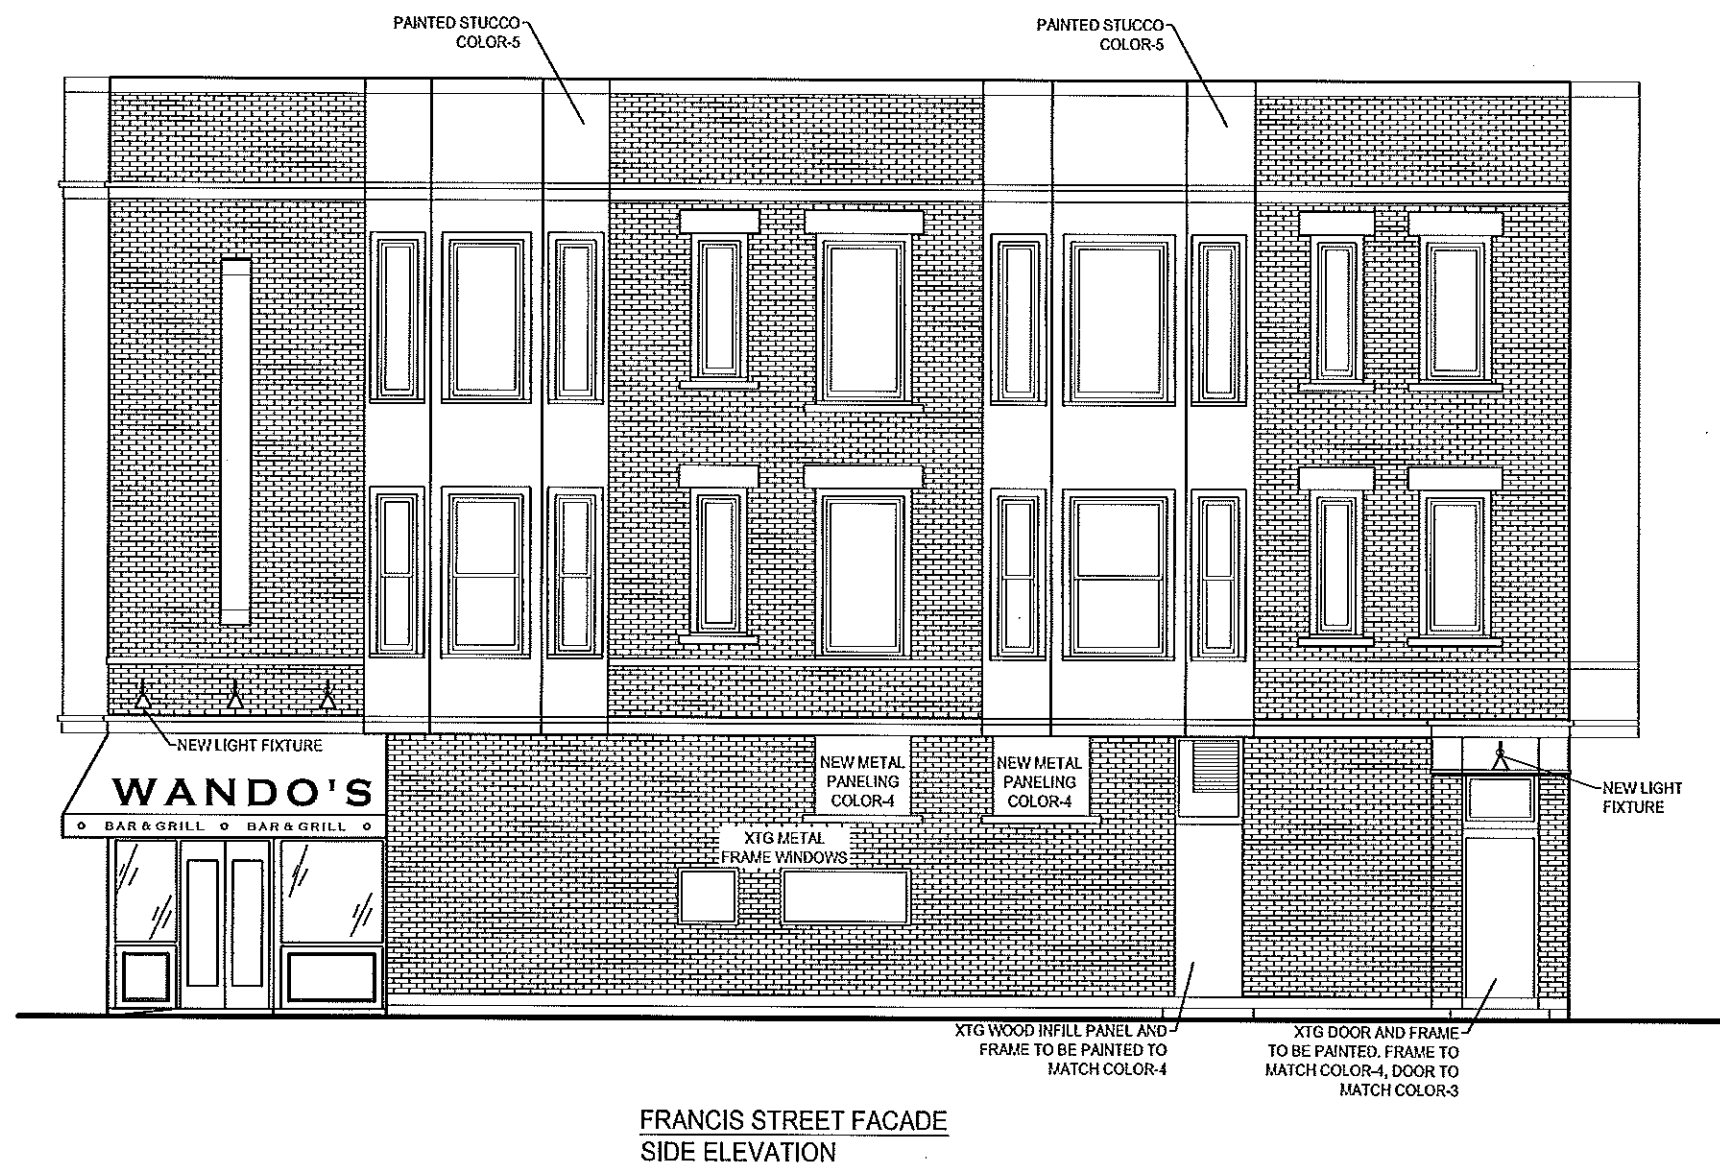 PAINTED STUCCO
COLOR-5
PAINTED STUCCO
COLOR-5
NEW LIGHT FIXTURE
WANDO'S
BAR & GRILL BAR & GRILL
NEW METAL
PANELING
COLOR-4
NEW METAL
PANELING
COLOR-4
NEW LIGHT
FIXTURE
XTG METAL
FRAME WINDOWS
XTG WOOD INFILL PANEL AND
FRAME TO BE PAINTED TO
MATCH COLOR-4
XTG DOOR AND FRAME
TO BE PAINTED. FRAME TO
MATCH COLOR-4, DOOR TO
MATCH COLOR-3
FRANCIS STREET FACADE
SIDE ELEVATION